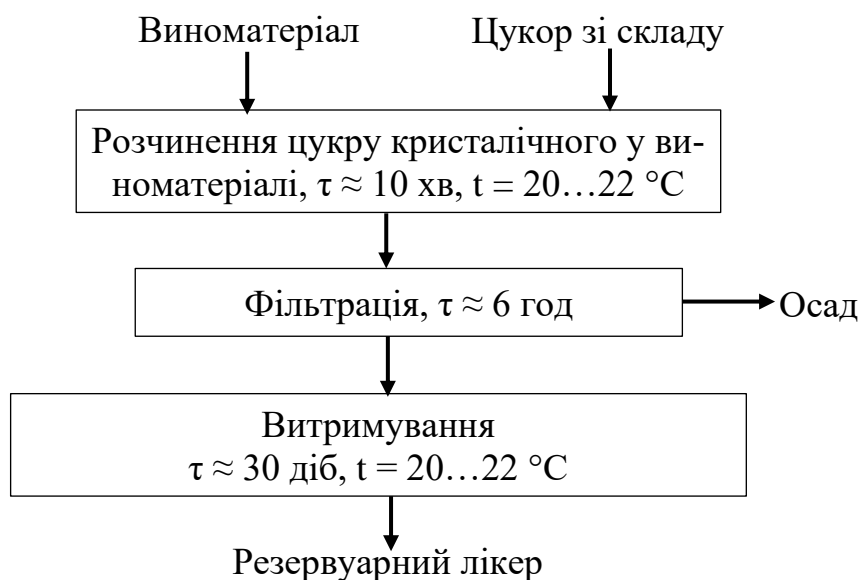 Виноматеріал
Цукор зі складу
Розчинення цукру кристалічного у ви-
номатеріалі, τ ≈ 10 хв, t = 20…22 °С
Фільтрація, τ ≈ 6 год
Осад
Витримування
τ ≈ 30 діб, t = 20…22 °С
Резервуарний лікер